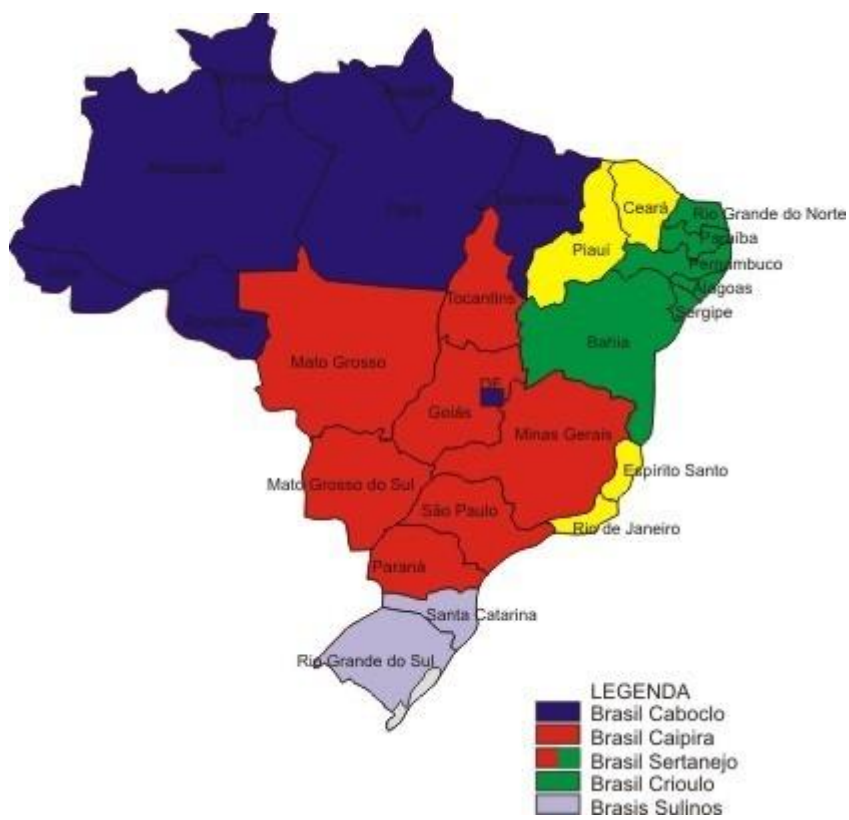 Ceará
Rio Grande do Norte
Paraíba
Piauí
Pernambuco
Alagoas
Tocantins
Sergipe
Bahia
Mato Grosso
DF
Goiás
Minas Gerais
Espírito Santo
Mato Grosso do Sul
São Paulo
Rio de Janeiro
Paraná
Santa Catarina
Rio Grande do Sul
LEGENDA
Brasil Caboclo
Brasil Caipira
Brasil Sertanejo
Brasil Crioulo
Brasis Sulinos